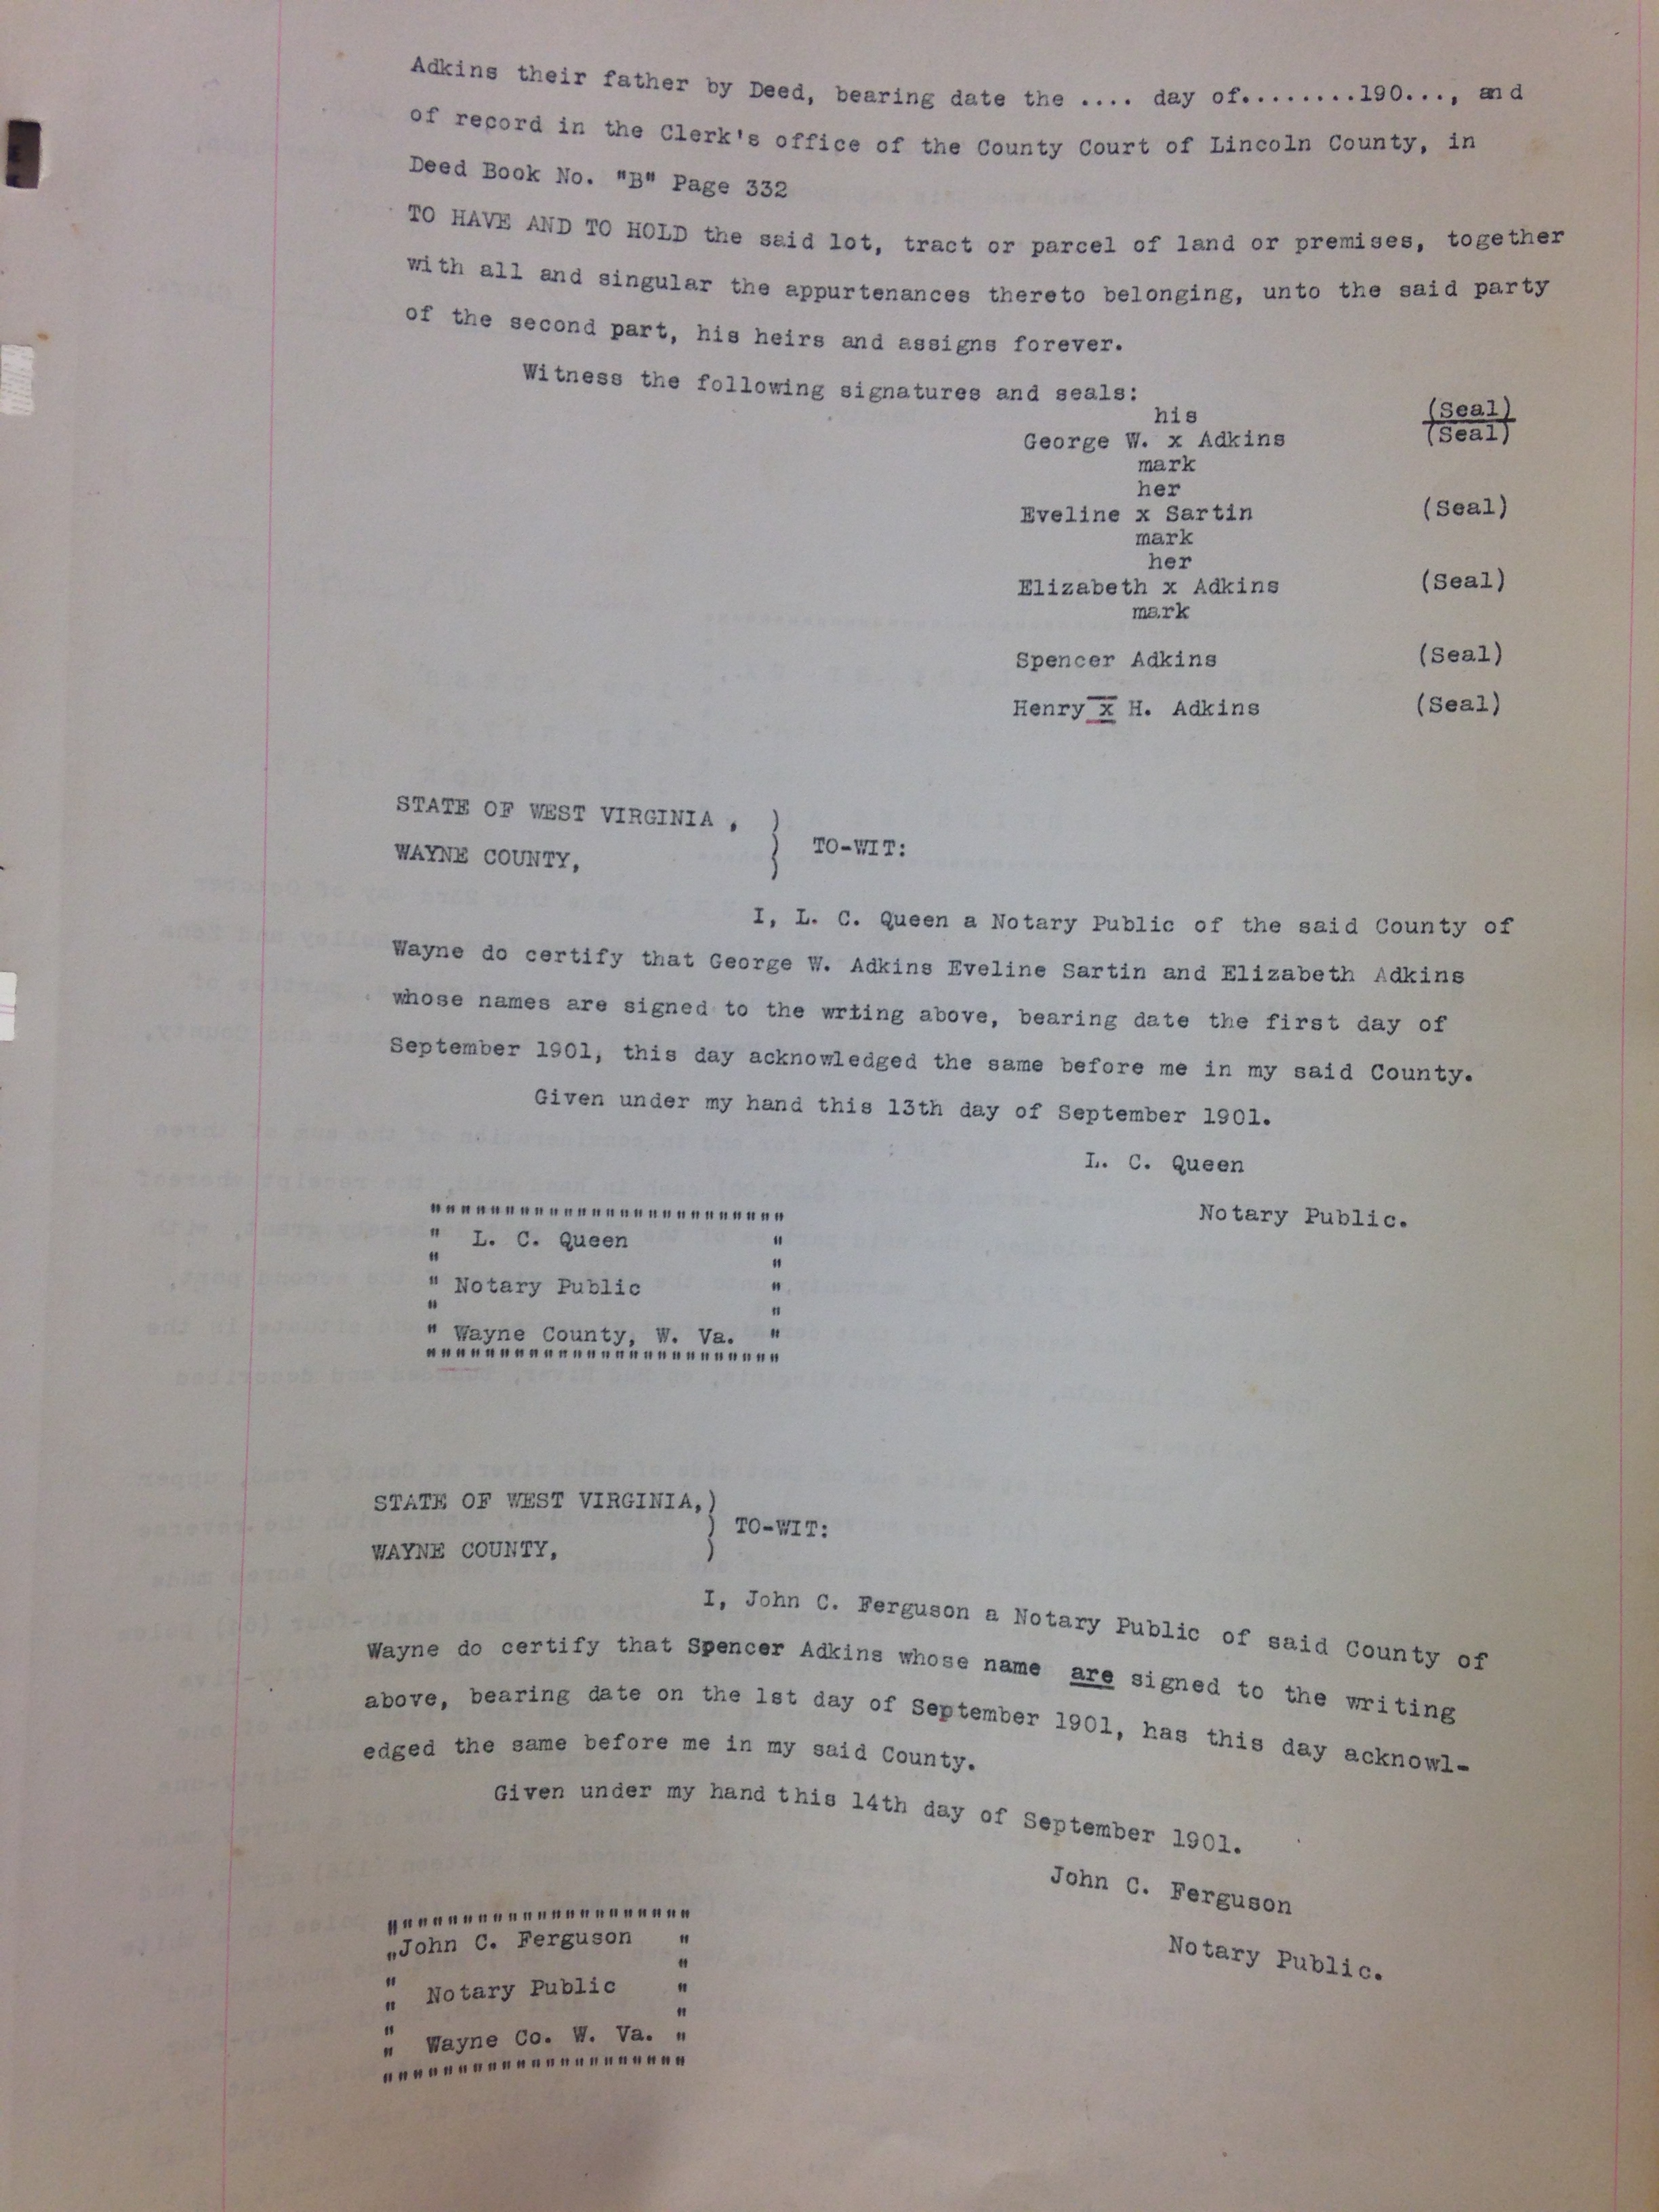 Adkins their father by Deed, bearing date the .... day of........190..., and
of record in the Clerk's office of the County Court of Lincoln County, in
Deed Book No. "B" Page 332
TO HAVE AND TO HOLD the said lot, tract or parcel of land or premises, together
with all and singular the appurtenances thereto belonging, unto the said party
of the second part, his heirs and assigns forever.
Witness the following signatures and seals:
his
(Seal)
George W. x Adkins (Seal)
mark
her
Eveline x Sartin (Seal)
mark
her
Elizabeth x Adkins (Seal)
mark
Spencer Adkins (Seal)
Henry x H. Adkins (Seal)
STATE OF WEST VIRGINIA , )
) TO-WIT:
WAYNE COUNTY, )
I, L. C. Queen a Notary Public of the said County of
Wayne do certify that George W. Adkins Eveline Sartin and Elizabeth Adkins
whose names are signed to the wrting above, bearing date the first day of
September 1901, this day acknowledged the same before me in my said County.
Given under my hand this 13th day of September 1901.
L. C. Queen
Notary Public.
"""""""""""""""""""""""""
" L. C. Queen "
" "
" Notary Public "
" "
" Wayne County, W. Va. "
"""""""""""""""""""""""""
STATE OF WEST VIRGINIA,)
) TO-WIT:
WAYNE COUNTY, )
I, John C. Ferguson a Notary Public of said County of
Wayne do certify that Spencer Adkins whose name are signed to the writing
above, bearing date on the 1st day of September 1901, has this day acknowl-
edged the same before me in my said County.
Given under my hand this 14th day of September 1901.
John C. Ferguson
Notary Public.
"""""""""""""""""""""
"John C. Ferguson "
" "
" Notary Public "
" "
" Wayne Co. W. Va. "
"""""""""""""""""""""